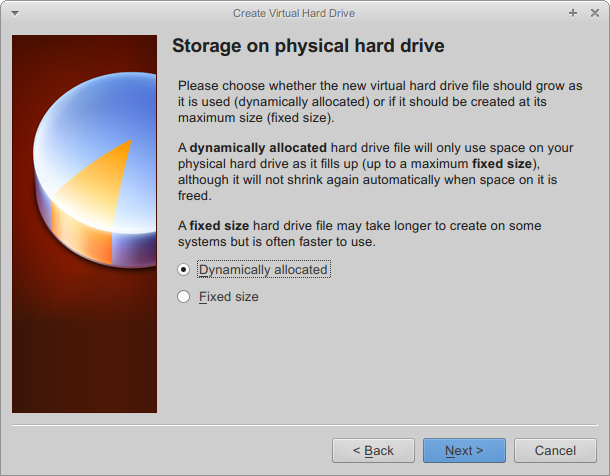 Create Virtual Hard Drive
Storage on physical hard drive
Please choose whether the new virtual hard drive file should grow as
it is used (dynamically allocated) or if it should be created at its
maximum size (fixed size).
A dynamically allocated hard drive file will only use space on your
physical hard drive as it fills up (up to a maximum fixed size),
although it will not shrink again automatically when space on it is
freed.
A fixed size hard drive file may take longer to create on some
systems but is often faster to use.
Dynamically allocated
Fixed size
< Back
Next >
Cancel